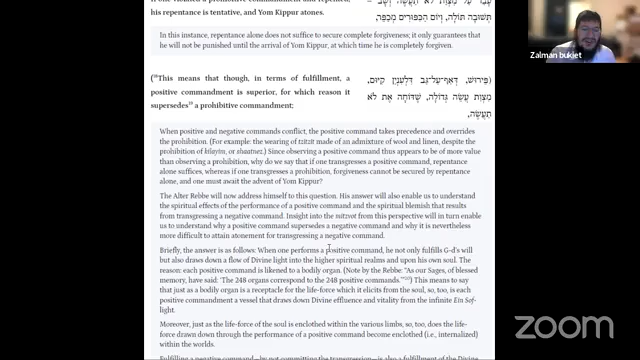 his repentance is tentative, and Yom Kippur atones.
תְּשׁוּבָה תּוֹלָה, וְיוֹם הַכִּפּוּרִים מְכַפֵּר,
In this instance, repentance alone does not suffice to secure complete forgiveness; it only guarantees that
he will not be punished until the arrival of Yom Kippur, at which time he is completely forgiven.
(¹⁸This means that though, in terms of fulfillment, a
positive commandment is superior, for which reason it
supersedes¹⁹ a prohibitive commandment;
(פֵּירוּשׁ, דְּאַף־עַל־גַּב דִּלְעִנְיַן קִיּוּם,
מִצְוַת עֲשֵׂה גְּדוֹלָה, שֶׁדּוֹחָה אֶת לֹא
תַעֲשֶׂה,
When positive and negative commands conflict, the positive command takes precedence and overrides
the prohibition. (For example: the wearing of tzitzit made of an admixture of wool and linen, despite the
prohibition of kilayim, or shaatnez.) Since observing a positive command thus appears to be of more value
than observing a prohibition, why do we say that if one transgresses a positive command, repentance
alone suffices, whereas if one transgresses a prohibition, forgiveness cannot be secured by repentance
alone, and one must await the advent of Yom Kippur?
The Alter Rebbe will now address himself to this question. His answer will also enable us to understand
the spiritual effects of the performance of a positive command and the spiritual blemish that results
from transgressing a negative command. Insight into the mitzvot from this perspective will in turn enable
us to understand why a positive command supersedes a negative command and why it is nevertheless
more difficult to attain atonement for transgressing a negative command.
Briefly, the answer is as follows: When one performs a positive command, he not only fulfills G-d's will
but also draws down a flow of Divine light into the higher spiritual realms and upon his own soul. The
reason: each positive command is likened to a bodily organ. (Note by the Rebbe: "As our Sages, of blessed
memory, have said: 'The 248 organs correspond to the 248 positive commands.'"²⁰) This means to say
that just as a bodily organ is a receptacle for the life-force which it elicits from the soul, so, too, is each
positive commandment a vessel that draws down Divine effluence and vitality from the infinite Ein Sof-
light.
Moreover, just as the life-force of the soul is enclothed within the various limbs, so, too, does the life-
force drawn down through the performance of a positive command become enclothed (i.e., internalized)
within the worlds.
Zalman bukiet
zoom